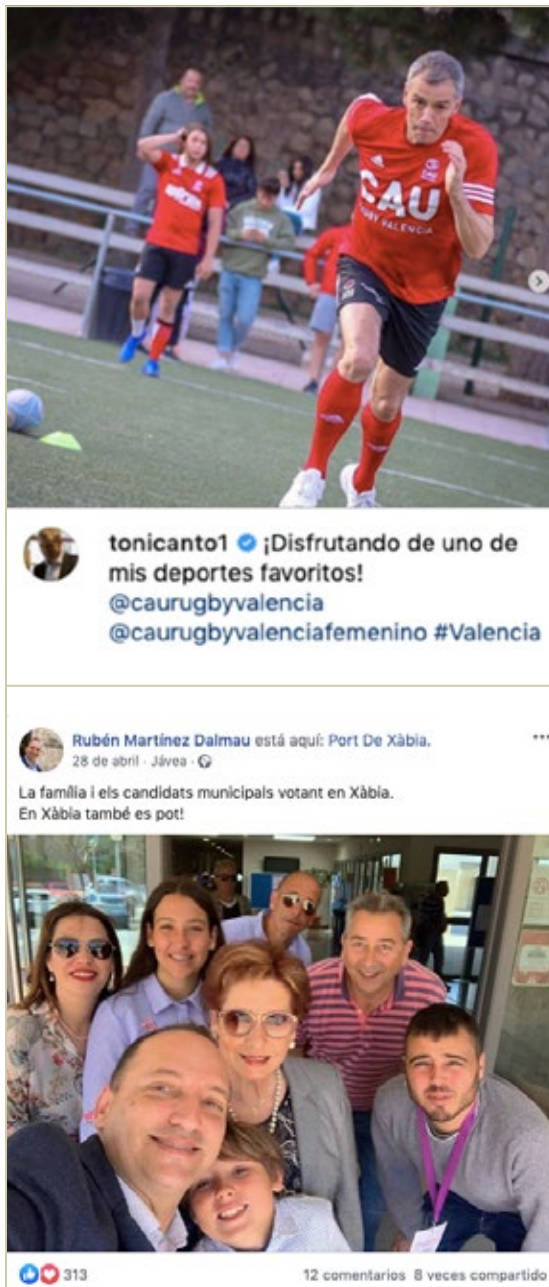 CAU
RUGBY VALENCIA
tonicanto1 ¡Disfrutando de uno de
mis deportes favoritos!
@caurugbyvalencia
@caurugbyvalenciafemenino #Valencia
Rubén Martínez Dalmau está aquí: Port De Xàbia.
28 de abril · Jávea ·
La família i els candidats municipals votant en Xàbia.
En Xàbia també es pot!
313
12 comentarios 8 veces compartido